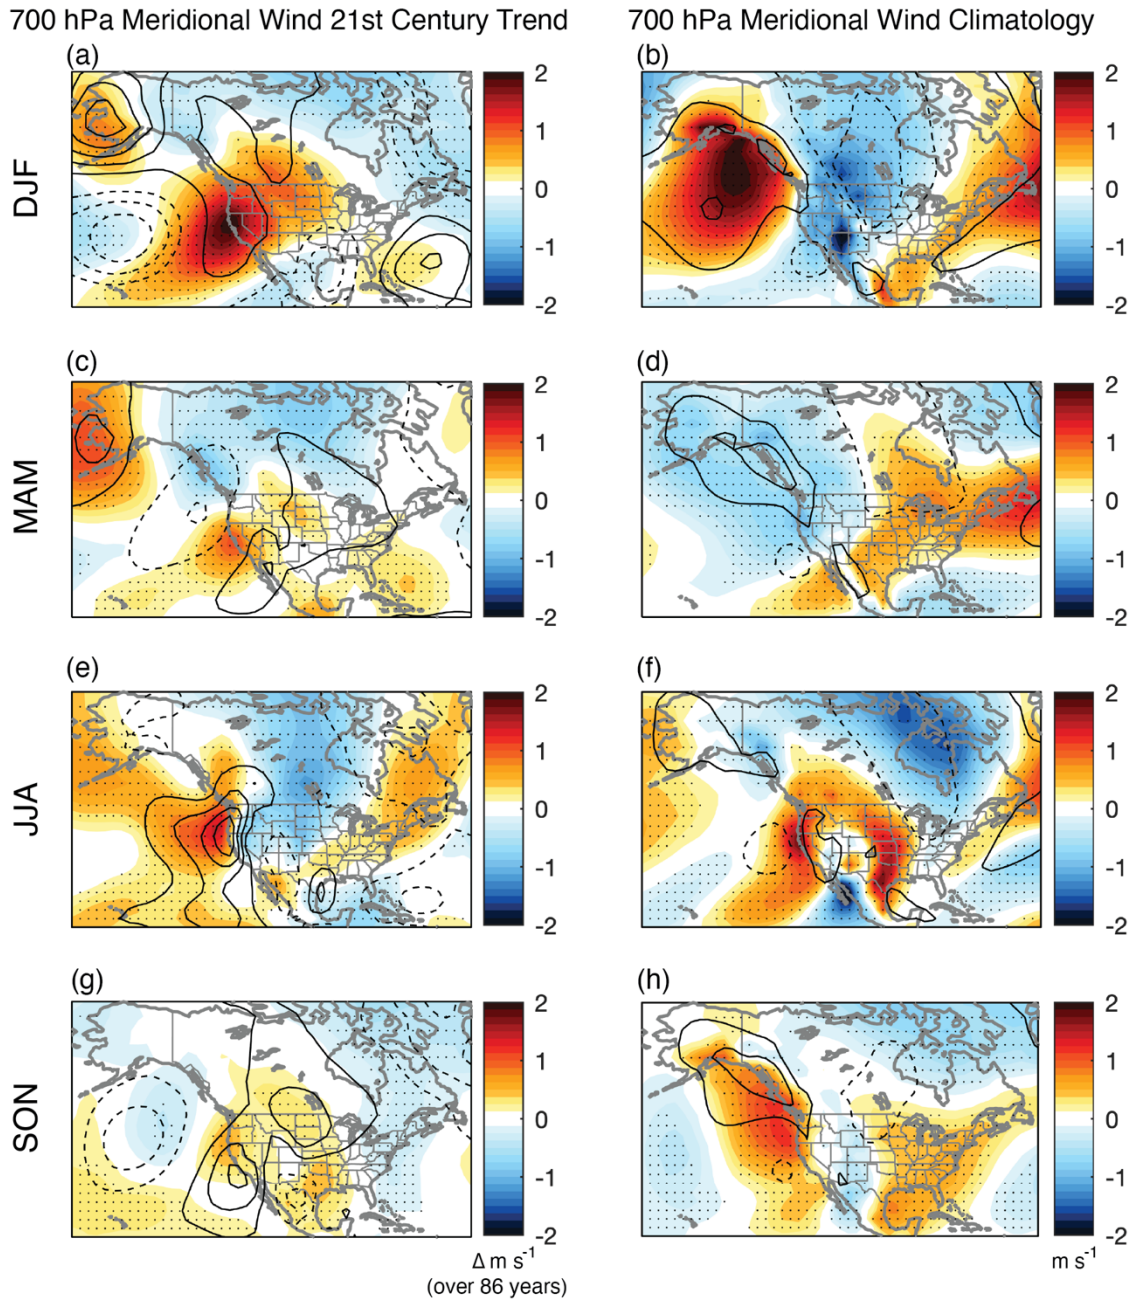 700 hPa Meridional Wind 21st Century Trend
700 hPa Meridional Wind Climatology
(a)
(b)
DJF
2
1
0
-1
-2
2
1
0
-1
-2
(c)
(d)
MAM
2
1
0
-1
-2
2
1
0
-1
-2
(e)
(f)
JJA
2
1
0
-1
-2
2
1
0
-1
-2
(g)
(h)
SON
2
1
0
-1
-2
2
1
0
-1
-2
Δ m s⁻¹
(over 86 years)
m s⁻¹